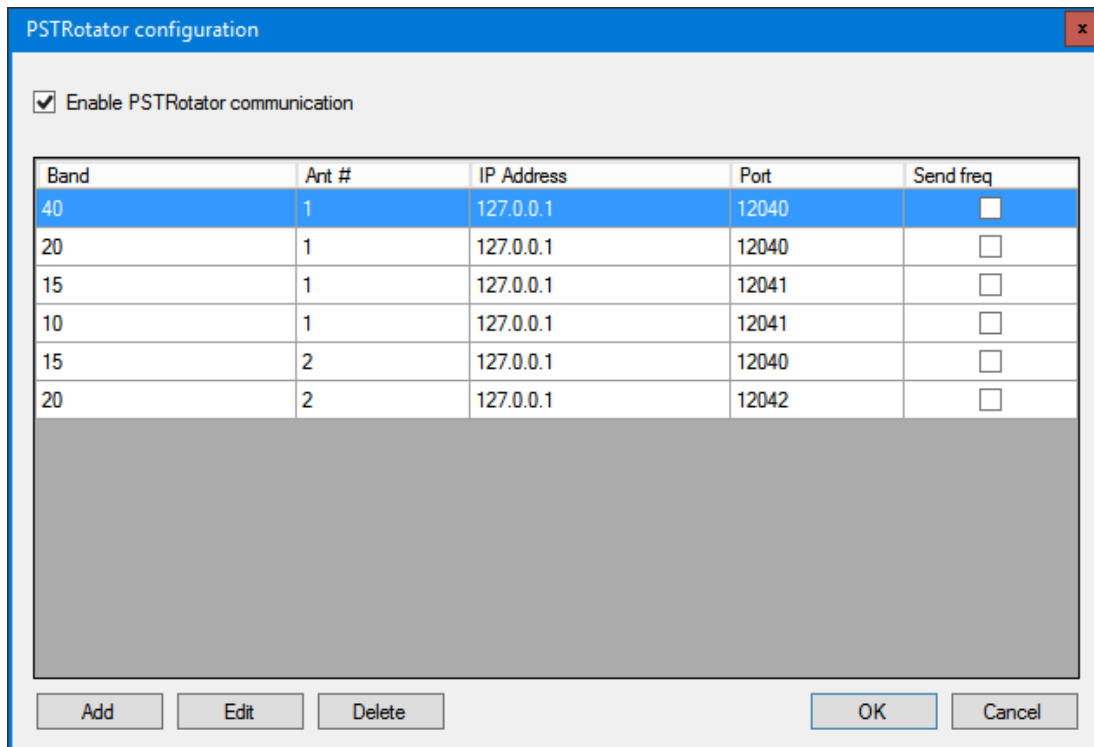 PSTRotator configuration
x
Enable PSTRotator communication
Band Ant # IP Address Port Send freq
40 1 127.0.0.1 12040
20 1 127.0.0.1 12040
15 1 127.0.0.1 12041
10 1 127.0.0.1 12041
15 2 127.0.0.1 12040
20 2 127.0.0.1 12042
Add Edit Delete OK Cancel